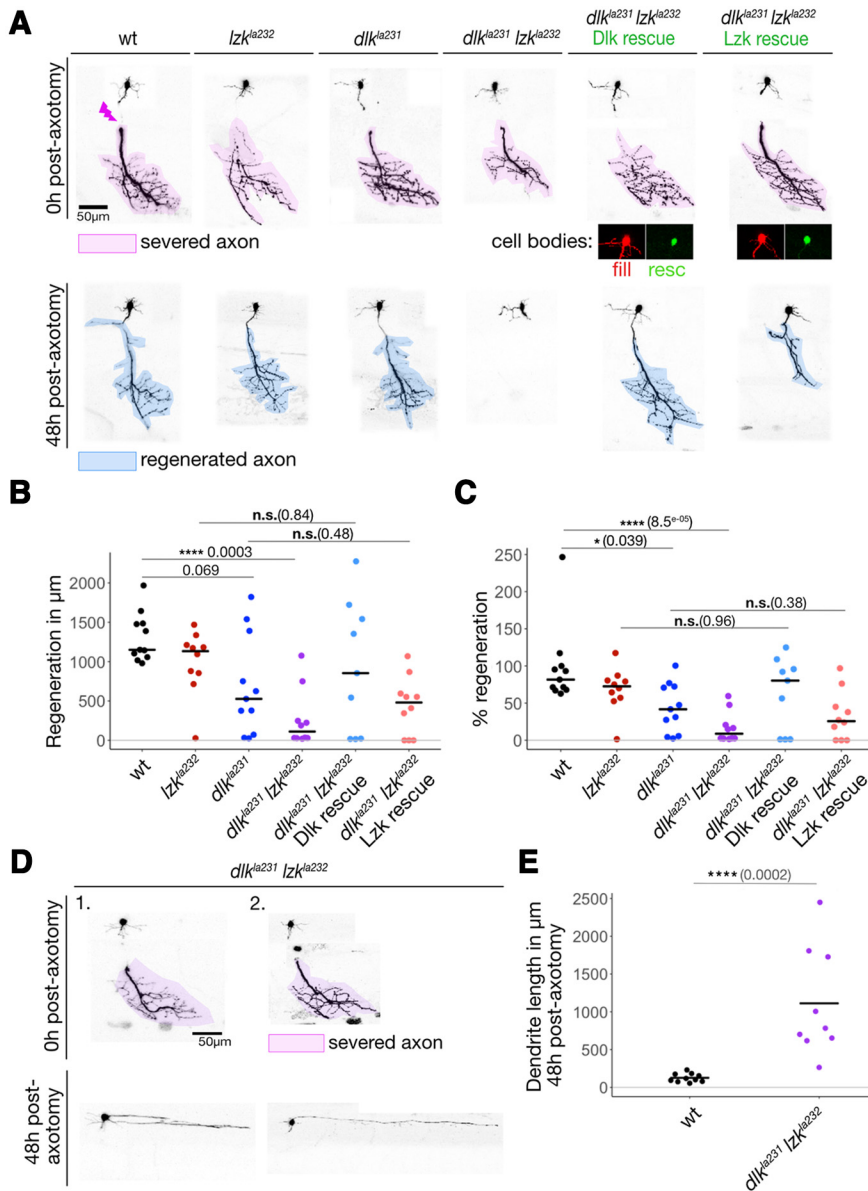 A
wt
lzk^la232
dlk^la231
dlk^la231 lzk^la232
dlk^la231 lzk^la232
Dlk rescue
dlk^la231 lzk^la232
Lzk rescue
0h post-axotomy
50µm
severed axon
cell bodies:
fill
resc
48h post-axotomy
regenerated axon
B
n.s.(0.84)
n.s.(0.48)
**** 0.0003
0.069
Regeneration in µm
2000
1500
1000
500
0
wt
lzk^la232
dlk^la231
dlk^la231 lzk^la232
dlk^la231 lzk^la232
Dlk rescue
dlk^la231 lzk^la232
Lzk rescue
C
**** (8.5^e-05)
* (0.039)
n.s.(0.38)
n.s.(0.96)
% regeneration
250
200
150
100
50
0
wt
lzk^la232
dlk^la231
dlk^la231 lzk^la232
dlk^la231 lzk^la232
Dlk rescue
dlk^la231 lzk^la232
Lzk rescue
D
dlk^la231 lzk^la232
0h post-axotomy
1.
2.
50µm
severed axon
48h post-
axotomy
E
**** (0.0002)
Dendrite length in µm
48h post-axotomy
2500
2000
1500
1000
500
0
wt
dlk^la231 lzk^la232